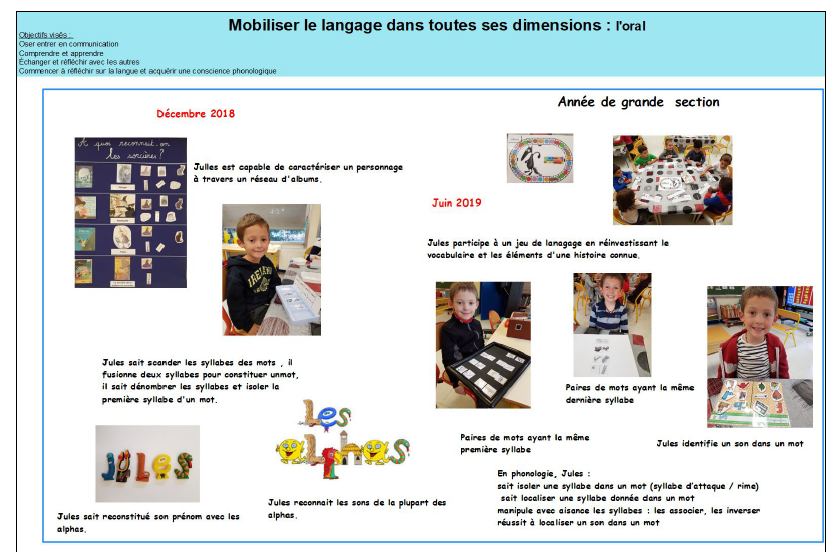 Mobiliser le langage dans toutes ses dimensions : l'oral
Objectifs visés :
Oser entrer en communication
Comprendre et apprendre
Échanger et réfléchir avec les autres
Commencer à réfléchir sur la langue et acquérir une conscience phonologique
Décembre 2018
A quoi reconnaît-on
les sorcières ?
Julles est capable de caractériser un personnage
à travers un réseau d'albums.
IRELAND
Jules sait scander les syllabes des mots , il
fusionne deux syllabes pour constituer unmot,
il sait dénombrer les syllabes et isoler la
première syllabe d'un mot.
jules
Jules sait reconstitué son prénom avec les
alphas.
Les
alphas
Jules reconnait les sons de la plupart des
alphas.
Année de grande section
Juin 2019
Jules participe à un jeu de lanagage en réinvestissant le
vocabulaire et les éléments d'une histoire connue.
Paires de mots ayant la même
première syllabe
Paires de mots ayant la même
dernière syllabe
Jules identifie un son dans un mot
En phonologie, Jules :
sait isoler une syllabe dans un mot (syllabe d'attaque / rime)
sait localiser une syllabe donnée dans un mot
manipule avec aisance les syllabes : les associer, les inverser
réussit à localiser un son dans un mot